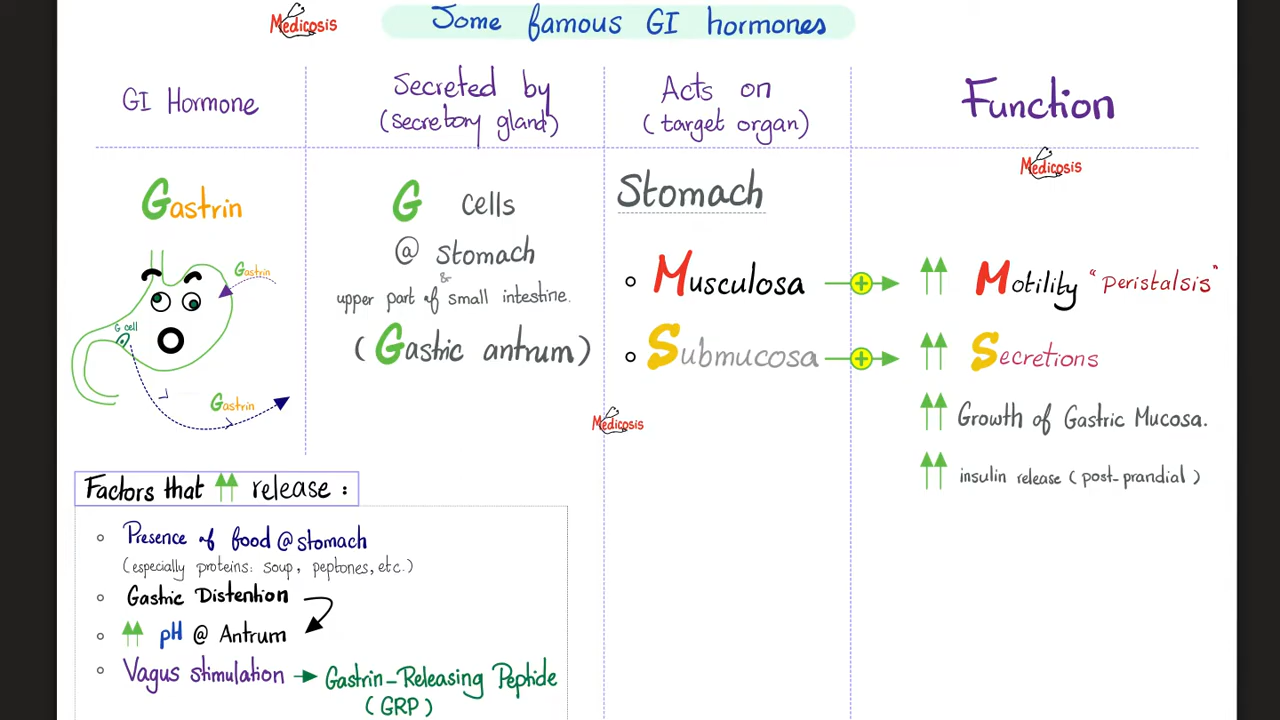 Medicosis
Some famous GI hormones
GI Hormone
Secreted by
(secretory gland)
Acts on
(target organ)
Function
Medicosis
Gastrin
G cells
@ stomach
&
upper part of small intestine.
(Gastric antrum)
Stomach
Musculosa + ↑↑ Motility "peristalsis"
Submucosa + ↑↑ Secretions
↑↑ Growth of Gastric Mucosa.
↑↑ insulin release (post-prandial)
Gastrin
G cell
Gastrin
Medicosis
Factors that ↑↑ release:
Presence of food @ stomach
(especially proteins: soup, peptones, etc.)
Gastric Distention
↑↑ pH @ Antrum
Vagus stimulation → Gastrin-Releasing Peptide
(GRP)